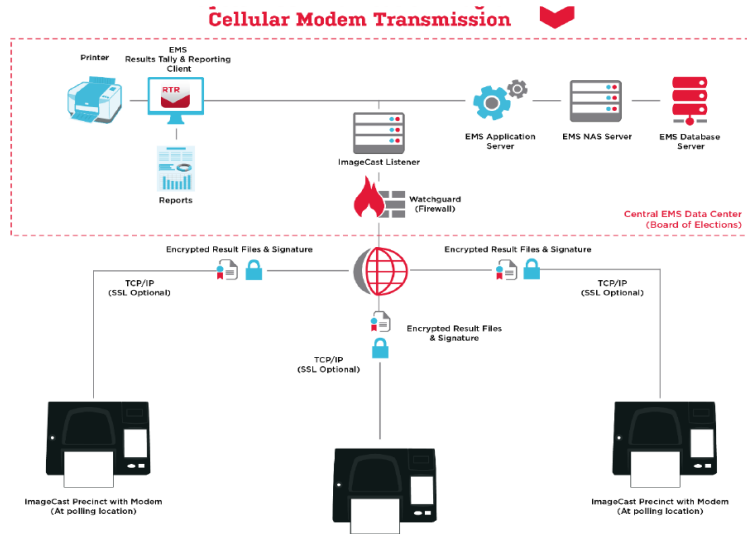 Cellular Modem Transmission
Printer
EMS
Results Tally & Reporting
Client
RTR
ImageCast Listener
EMS Application
Server
EMS NAS Server
EMS Database
Server
Reports
Watchguard
(Firewall)
Central EMS Data Center
(Board of Elections)
Encrypted Result Files & Signature
Encrypted Result Files & Signature
TCP/IP
(SSL Optional)
TCP/IP
(SSL Optional)
Encrypted Result Files
& Signature
TCP/IP
(SSL Optional)
ImageCast Precinct with Modem
(At polling location)
ImageCast Precinct with Modem
(At polling location)